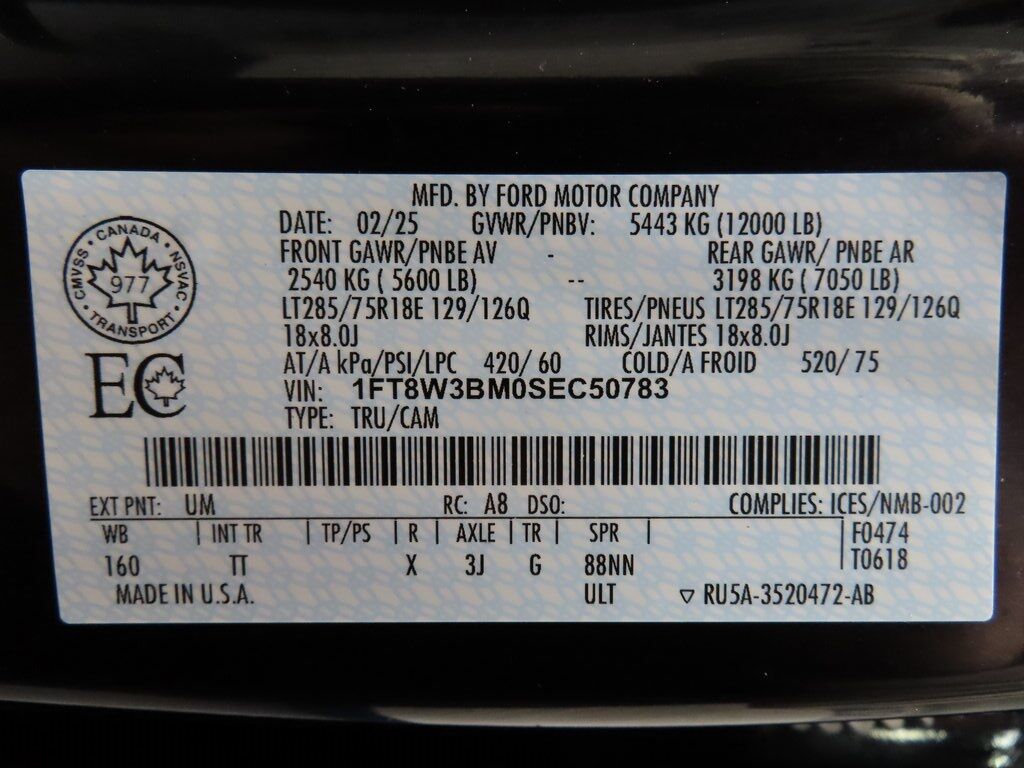 MFD. BY FORD MOTOR COMPANY
DATE: 02/25 GVWR/PNBV: 5443 KG (12000 LB)
FRONT GAWR/PNBE AV - REAR GAWR/ PNBE AR
2540 KG ( 5600 LB) -- 3198 KG ( 7050 LB)
LT285/75R18E 129/126Q TIRES/PNEUS LT285/75R18E 129/126Q
18x8.0J RIMS/JANTES 18x8.0J
AT/A kPa/PSI/LPC 420/ 60 COLD/A FROID 520/ 75
VIN: 1FT8W3BM0SEC50783
TYPE: TRU/CAM
CANADA
CMVSS • NSVAC
977
TRANSPORT
EC
EXT PNT: UM RC: A8 DSO: COMPLIES: ICES/NMB-002
WB | INT TR | TP/PS | R | AXLE | TR | SPR | F0474
160 TT X 3J G 88NN T0618
MADE IN U.S.A. ULT ▽ RU5A-3520472-AB